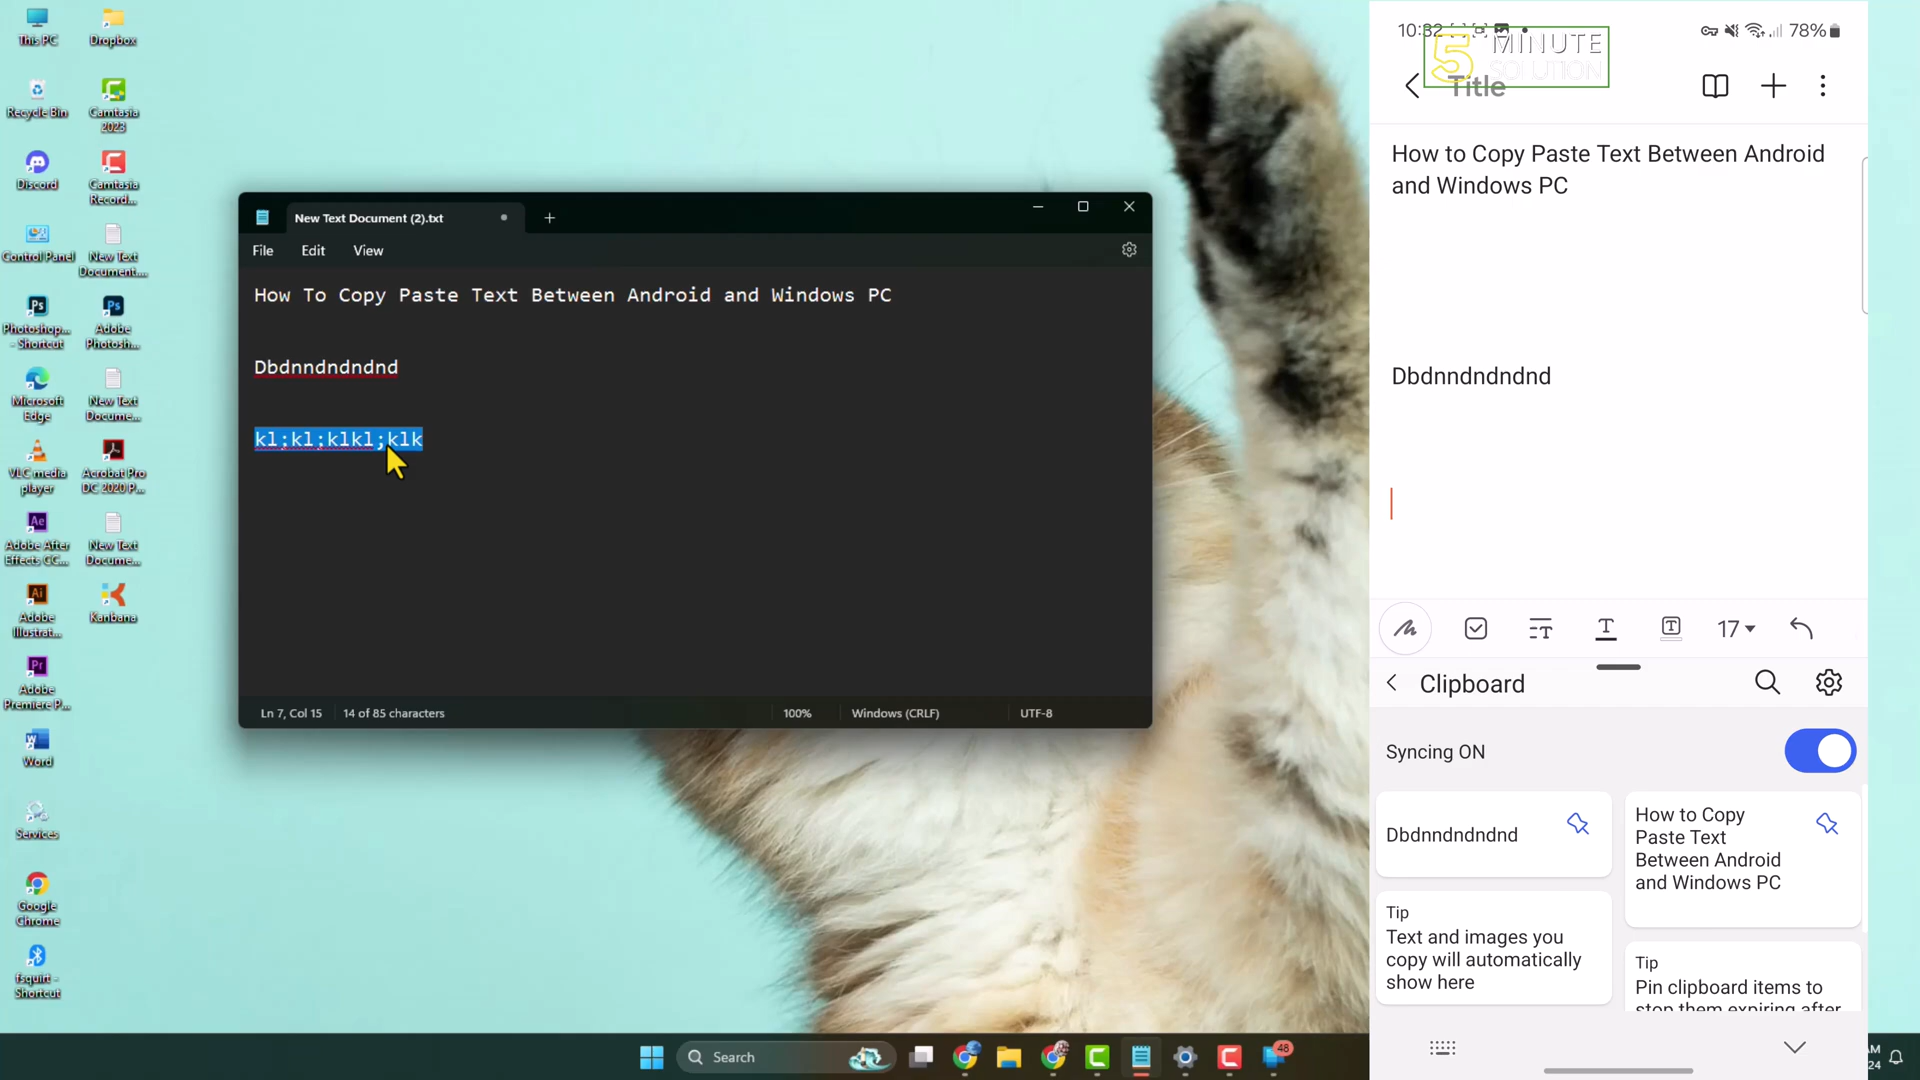 This PC
Dropbox
Recycle Bin
Camtasia
2023
Discord
Camtasia
Record...
Control Panel
New Text
Document....
Photoshop...
- Shortcut
Adobe
Photosh...
Microsoft
Edge
New Text
Docume...
VLC media
player
Acrobat Pro
DC 2020 P...
Adobe After
Effects CC...
New Text
Docume...
Adobe
Illustrat...
Kanbana
Adobe
Premiere P...
Word
Services
Google
Chrome
fsquirt -
Shortcut
New Text Document (2).txt
File Edit View
How To Copy Paste Text Between Android and Windows PC
Dbdnndndndnd
kl;kl;klkl;klk
Ln 7, Col 15 14 of 85 characters 100% Windows (CRLF) UTF-8
Search
48
10:32 78%
5 MINUTE
SOLUTION
Title
How to Copy Paste Text Between Android
and Windows PC
Dbdnndndndnd
17
Clipboard
Syncing ON
Dbdnndndndnd
How to Copy
Paste Text
Between Android
and Windows PC
Tip
Text and images you
copy will automatically
show here
Tip
Pin clipboard items to
stop them expiring after